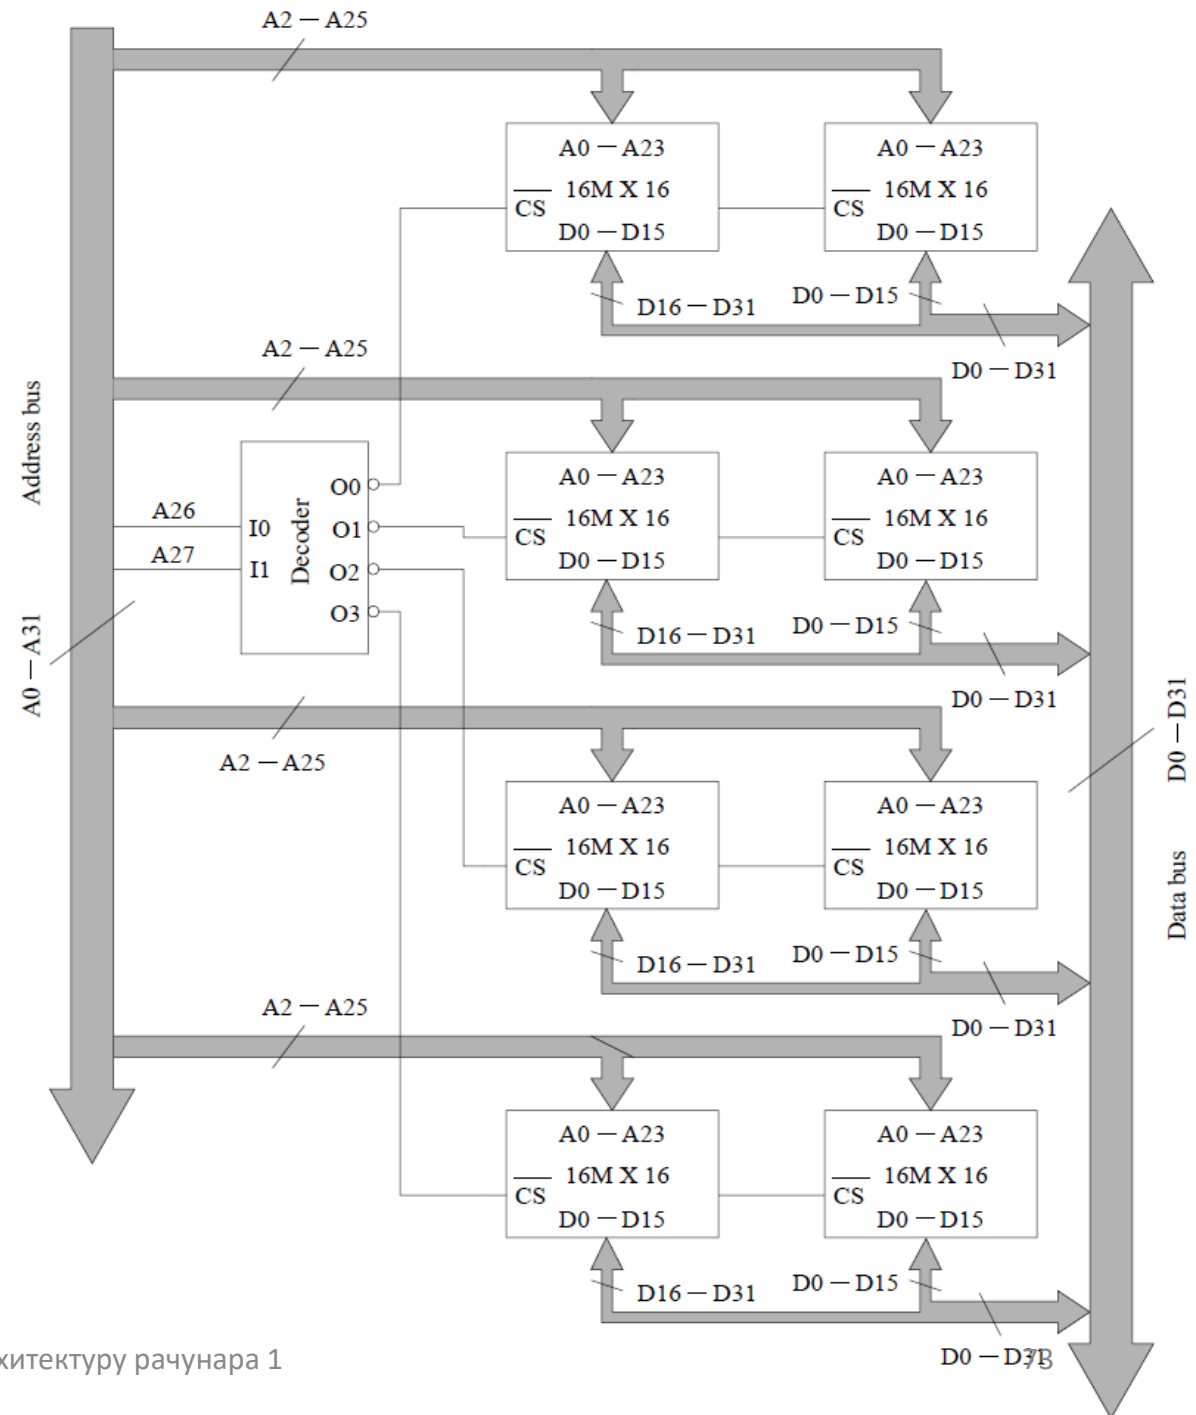 A2 — A25
A0 — A23
16M X 16
CS
D0 — D15
A0 — A23
16M X 16
CS
D0 — D15
D16 — D31
D0 — D15
D0 — D31
A2 — A25
Address bus
A0 — A31
A26
A27
I0
I1
Decoder
O0
O1
O2
O3
A0 — A23
16M X 16
CS
D0 — D15
A0 — A23
16M X 16
CS
D0 — D15
D16 — D31
D0 — D15
D0 — D31
A2 — A25
A0 — A23
16M X 16
CS
D0 — D15
A0 — A23
16M X 16
CS
D0 — D15
D16 — D31
D0 — D15
D0 — D31
D0 — D31
Data bus
A2 — A25
A0 — A23
16M X 16
CS
D0 — D15
A0 — A23
16M X 16
CS
D0 — D15
D16 — D31
D0 — D15
D0 — D31
хитектуру рачунара 1
73